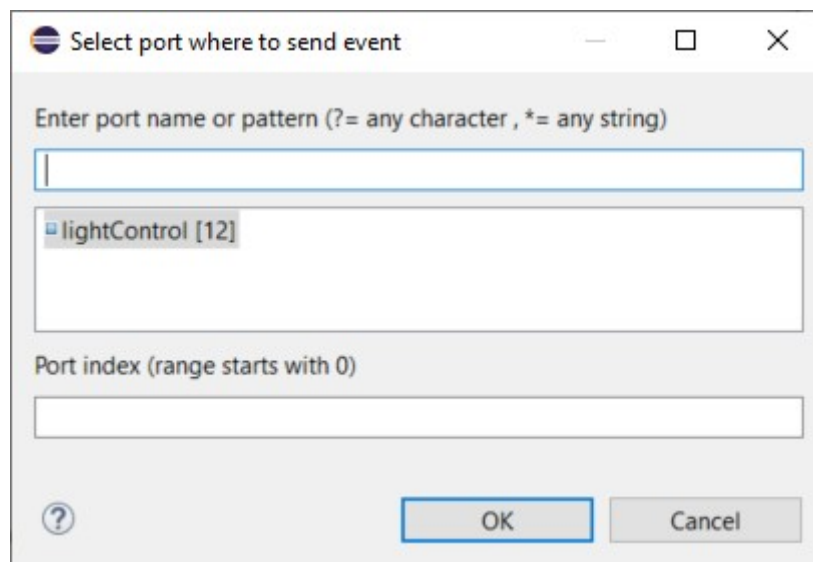 Select port where to send event
Enter port name or pattern (?= any character , *= any string)
lightControl [12]
Port index (range starts with 0)
?
OK Cancel